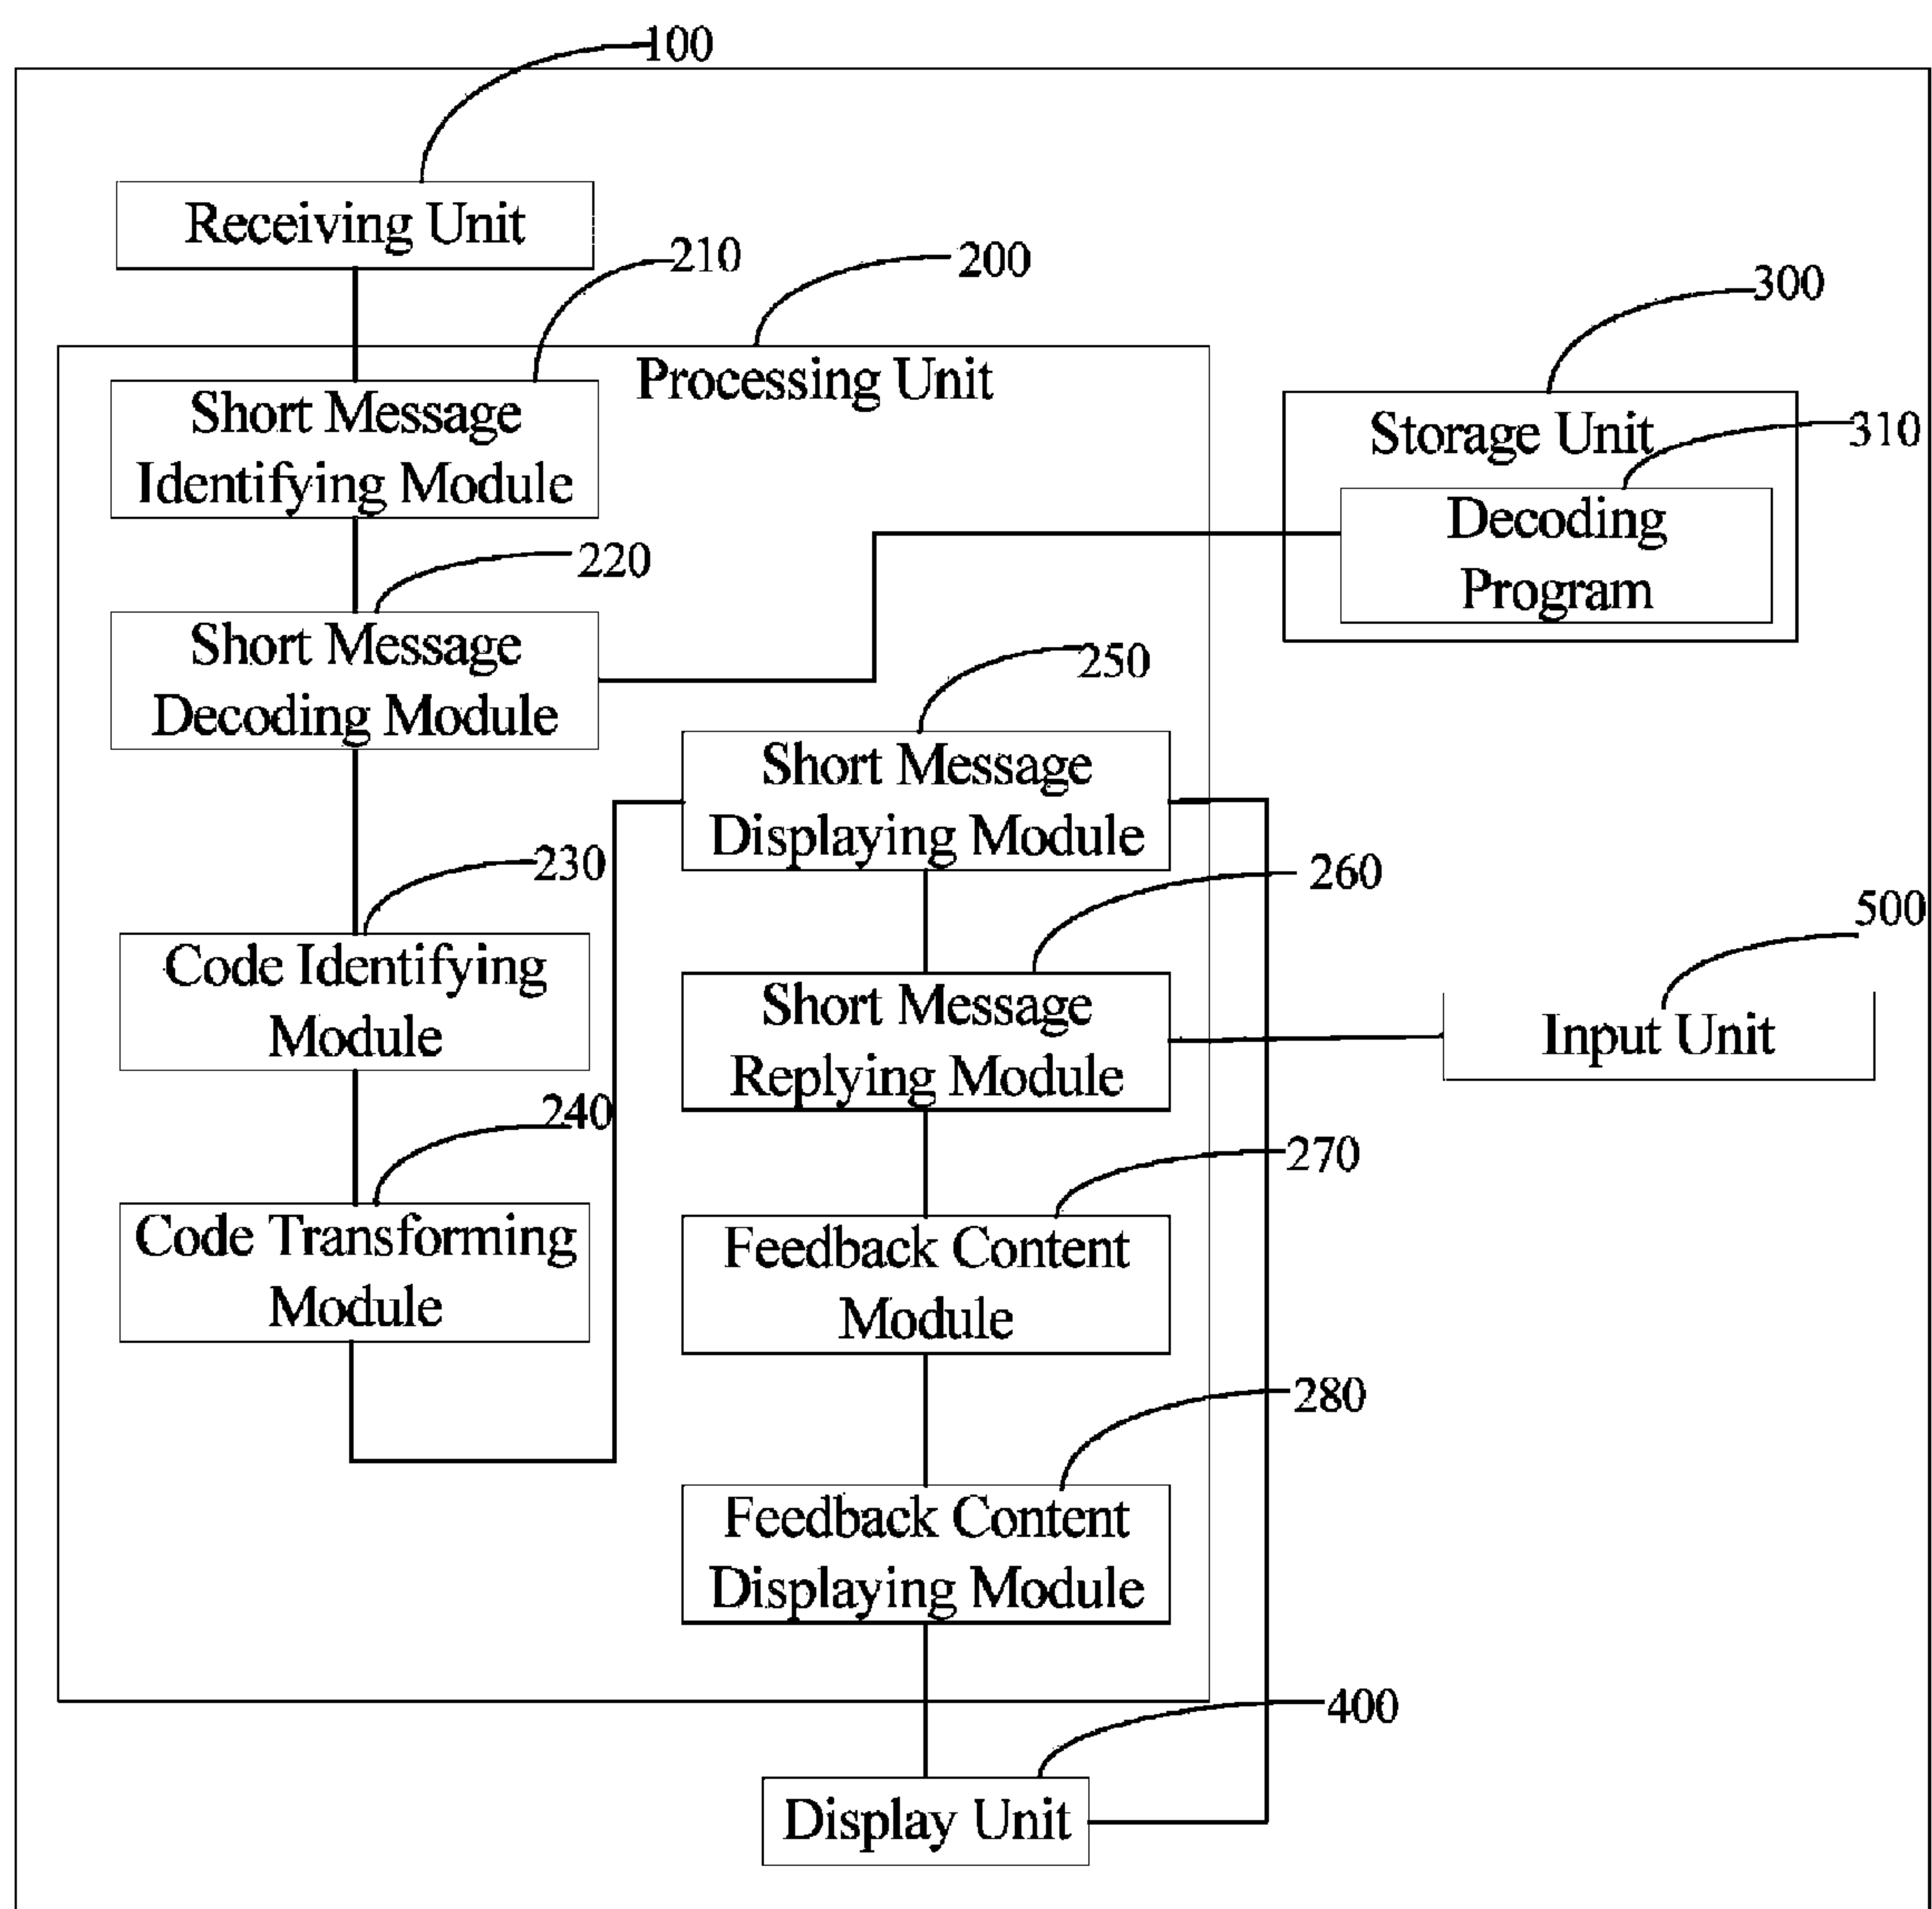 100
Receiving Unit
210
200
300
Processing Unit
Short Message
Identifying Module
Storage Unit
310
Decoding
Program
220
Short Message
Decoding Module
250
Short Message
Displaying Module
230
260
500
Code Identifying
Module
Short Message
Replying Module
Input Unit
240
270
Code Transforming
Module
Feedback Content
Module
280
Feedback Content
Displaying Module
400
Display Unit